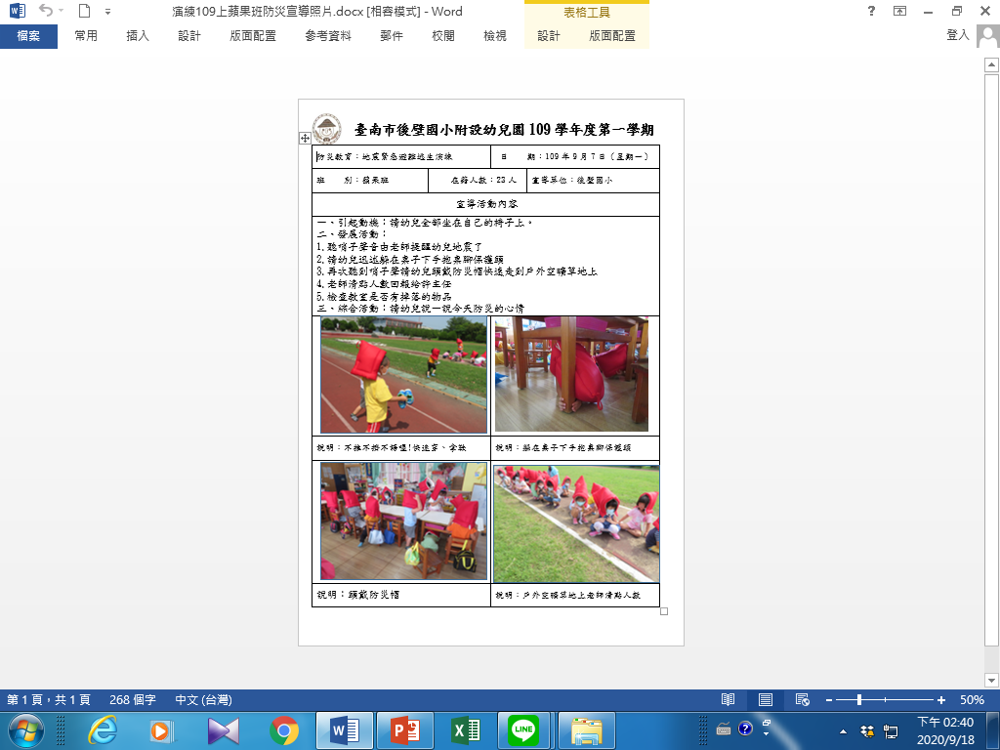 演練109上蘋果班防災宣導照片.docx [相容模式] - Word
表格工具
檔案 常用 插入 設計 版面配置 參考資料 郵件 校閱 檢視 設計 版面配置 登入
臺南市後壁國小附設幼兒園 109 學年度第一學期
防災教育：地震緊急避難逃生演練 日 期：109 年 9 月 7 日（星期一）
班 別：蘋果班 在籍人數：23 人 宣導單位：後壁國小
宣導活動內容
一、引起動機：請幼兒全部坐在自己的椅子上。
二、發展活動：
1.聽哨子聲音由老師提醒幼兒地震了
2.請幼兒迅速躲在桌子下手抱桌腳保護頭
3.再次聽到哨子聲請幼兒頭戴防災帽快速走到戶外空曠草地上
4.老師清點人數回報給許主任
5.檢查教室是否有掉落的物品
三、綜合活動：請幼兒說一說今天防災的心情
說明：不推不擠不語喔!快速穿、拿鞋 說明：躲在桌子下手抱桌腳保護頭
說明：頭戴防災帽 說明：戶外空曠草地上老師清點人數
第 1 頁，共 1 頁 268 個字 中文 (台灣) 50%
LINE
下午 02:40
2020/9/18